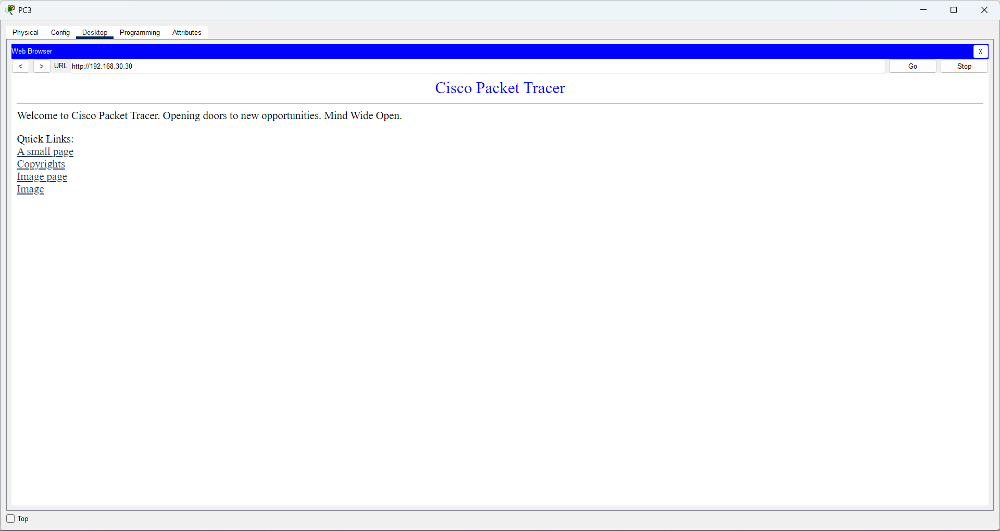 PC3
Physical Config Desktop Programming Attributes
Web Browser X
< > URL http://192.168.30.30 Go Stop
Cisco Packet Tracer
Welcome to Cisco Packet Tracer. Opening doors to new opportunities. Mind Wide Open.
Quick Links:
A small page
Copyrights
Image page
Image
Top